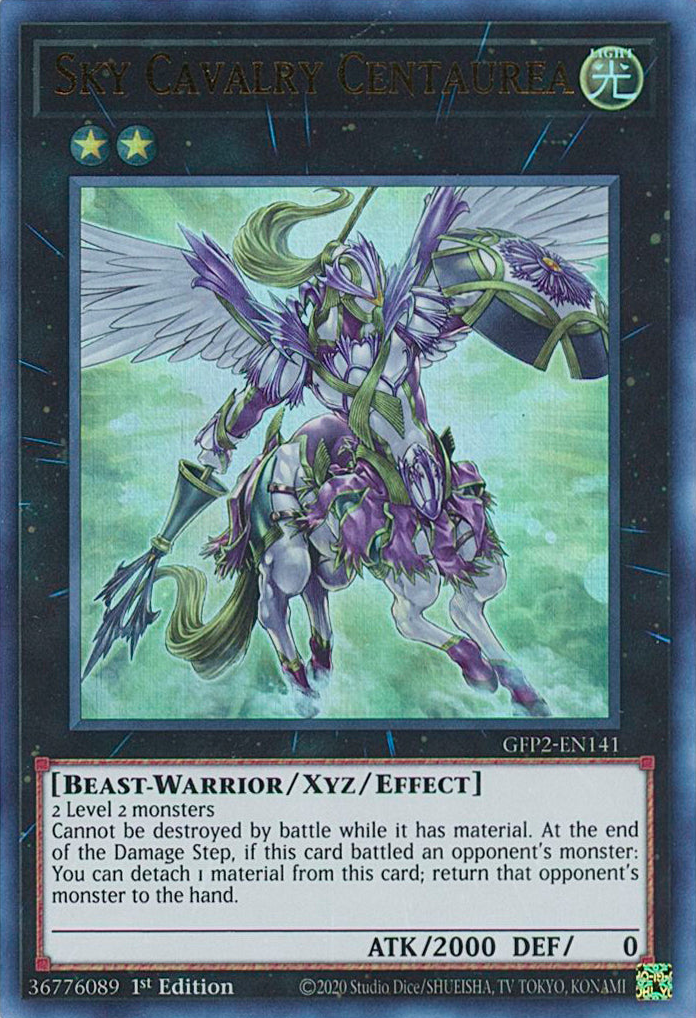 Sky Cavalry Centaurea
LIGHT
光
GFP2-EN141
[Beast-Warrior/Xyz/Effect]
2 Level 2 monsters
Cannot be destroyed by battle while it has material. At the end
of the Damage Step, if this card battled an opponent's monster:
You can detach 1 material from this card; return that opponent's
monster to the hand.
ATK/2000 DEF/ 0
36776089 1st Edition
©2020 Studio Dice/SHUEISHA, TV TOKYO, KONAMI